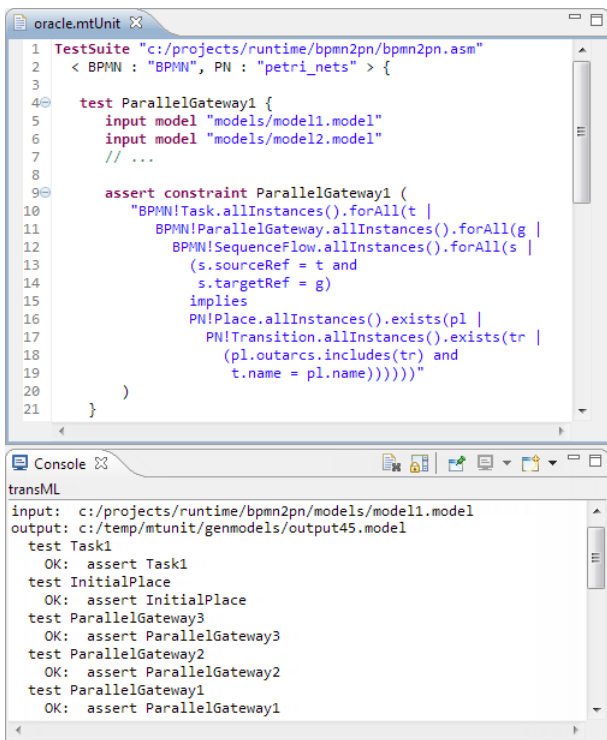 oracle.mtUnit
1 TestSuite "c:/projects/runtime/bpmn2pn/bpmn2pn.asm"
2 < BPMN : "BPMN", PN : "petri_nets" > {
3
4 test ParallelGateway1 {
5 input model "models/model1.model"
6 input model "models/model2.model"
7 // ...
8
9 assert constraint ParallelGateway1 (
10 "BPMN!Task.allInstances().forAll(t |
11 BPMN!ParallelGateway.allInstances().forAll(g |
12 BPMN!SequenceFlow.allInstances().forAll(s |
13 (s.sourceRef = t and
14 s.targetRef = g)
15 implies
16 PN!Place.allInstances().exists(pl |
17 PN!Transition.allInstances().exists(tr |
18 (pl.outarcs.includes(tr) and
19 t.name = pl.name))))))"
20 )
21 }
Console
transML
input: c:/projects/runtime/bpmn2pn/models/model1.model
output: c:/temp/mtunit/genmodels/output45.model
test Task1
OK: assert Task1
test InitialPlace
OK: assert InitialPlace
test ParallelGateway3
OK: assert ParallelGateway3
test ParallelGateway2
OK: assert ParallelGateway2
test ParallelGateway1
OK: assert ParallelGateway1